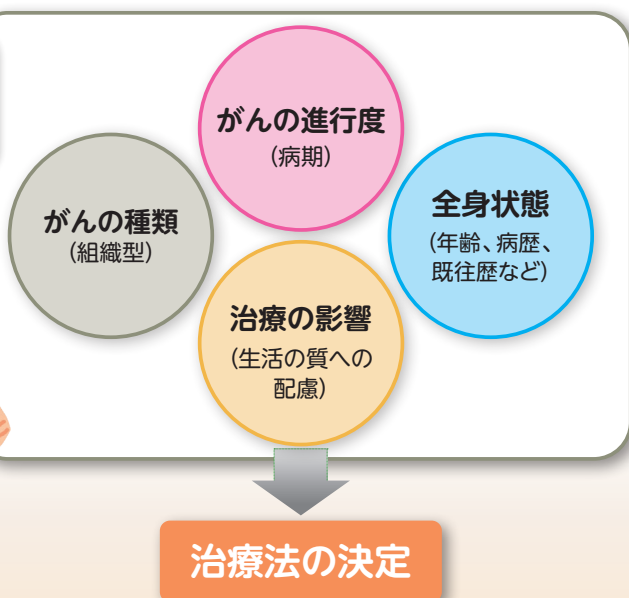 がんの進行度
(病期)
がんの種類
(組織型)
全身状態
(年齢、病歴、
既往歴など)
治療の影響
(生活の質への
配慮)
治療法の決定